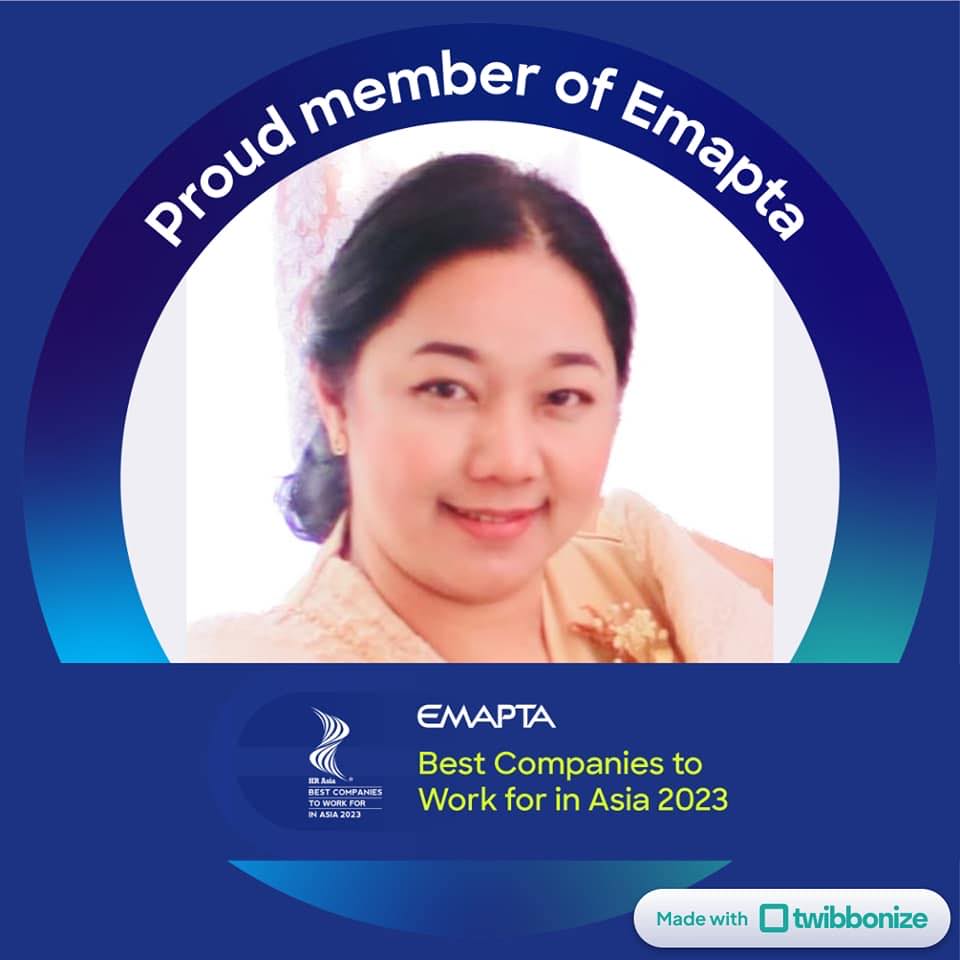 Proud member of Emapta
EMAPTA
Best Companies to
Work for in Asia 2023
HR Asia
BEST COMPANIES
TO WORK FOR
IN ASIA 2023
Made with twibbonize